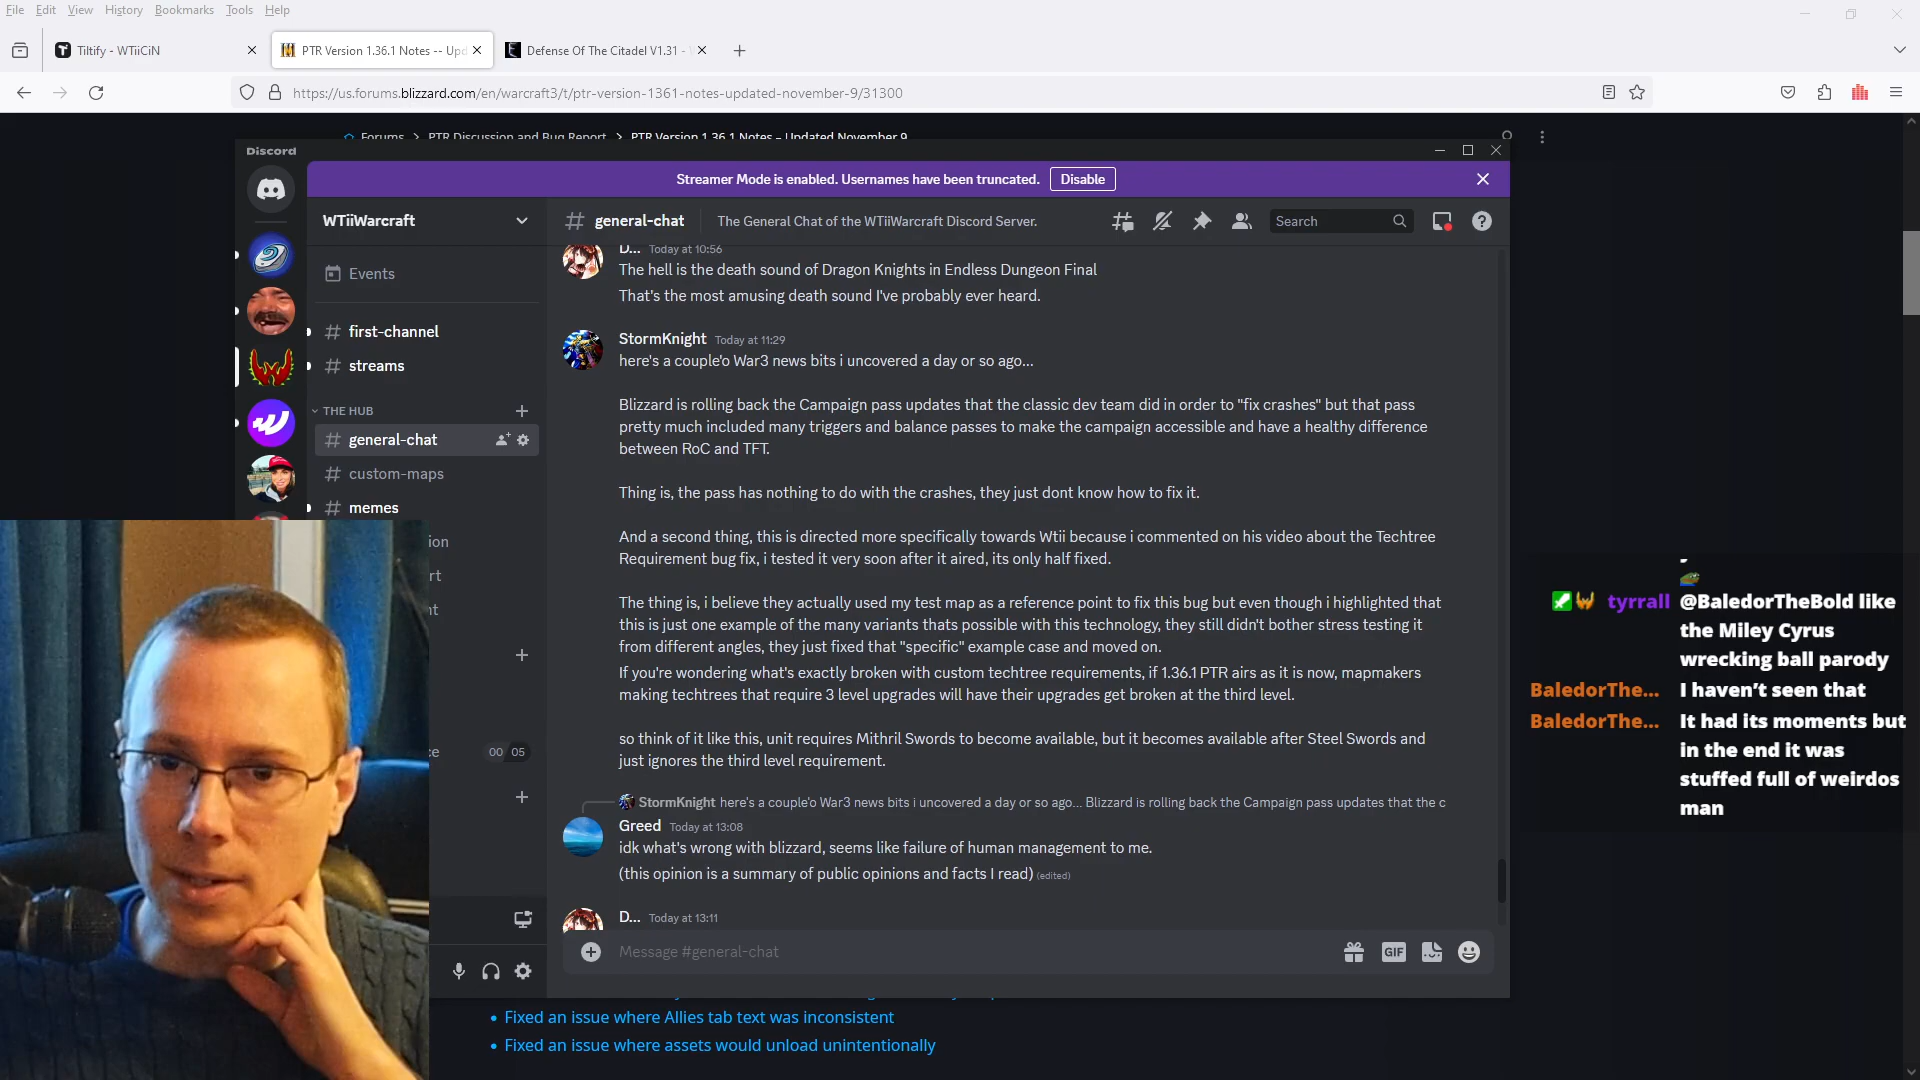 File Edit View History Bookmarks Tools Help
Tiltify - WTiiCiN
PTR Version 1.36.1 Notes -- Upd
Defense Of The Citadel V1.31 -
https://us.forums.blizzard.com/en/warcraft3/t/ptr-version-1361-notes-updated-november-9/31300
Forums > PTR Discussion and Bug Report > PTR Version 1.36.1 Notes – Updated November 9
Discord
Streamer Mode is enabled. Usernames have been truncated. Disable
WTiiWarcraft
# general-chat The General Chat of the WTiiWarcraft Discord Server. Search
Events
# first-channel
# streams
THE HUB
# general-chat
# custom-maps
# memes
ion
rt
nt
ce 00 05
D... Today at 10:56
The hell is the death sound of Dragon Knights in Endless Dungeon Final
That's the most amusing death sound I've probably ever heard.
StormKnight Today at 11:29
here's a couple'o War3 news bits i uncovered a day or so ago...
Blizzard is rolling back the Campaign pass updates that the classic dev team did in order to "fix crashes" but that pass
pretty much included many triggers and balance passes to make the campaign accessible and have a healthy difference
between RoC and TFT.
Thing is, the pass has nothing to do with the crashes, they just dont know how to fix it.
And a second thing, this is directed more specifically towards Wtii because i commented on his video about the Techtree
Requirement bug fix, i tested it very soon after it aired, its only half fixed.
The thing is, i believe they actually used my test map as a reference point to fix this bug but even though i highlighted that
this is just one example of the many variants thats possible with this technology, they still didn't bother stress testing it
from different angles, they just fixed that "specific" example case and moved on.
If you're wondering what's exactly broken with custom techtree requirements, if 1.36.1 PTR airs as it is now, mapmakers
making techtrees that require 3 level upgrades will have their upgrades get broken at the third level.
so think of it like this, unit requires Mithril Swords to become available, but it becomes available after Steel Swords and
just ignores the third level requirement.
StormKnight here's a couple'o War3 news bits i uncovered a day or so ago... Blizzard is rolling back the Campaign pass updates that the c
Greed Today at 13:08
idk what's wrong with blizzard, seems like failure of human management to me.
(this opinion is a summary of public opinions and facts I read) (edited)
D... Today at 13:11
Message #general-chat
GIF
• Fixed an issue where Allies tab text was inconsistent
• Fixed an issue where assets would unload unintentionally
tyrrall @BaledorTheBold like
the Miley Cyrus
wrecking ball parody
BaledorThe... I haven't seen that
BaledorThe... It had its moments but
in the end it was
stuffed full of weirdos
man